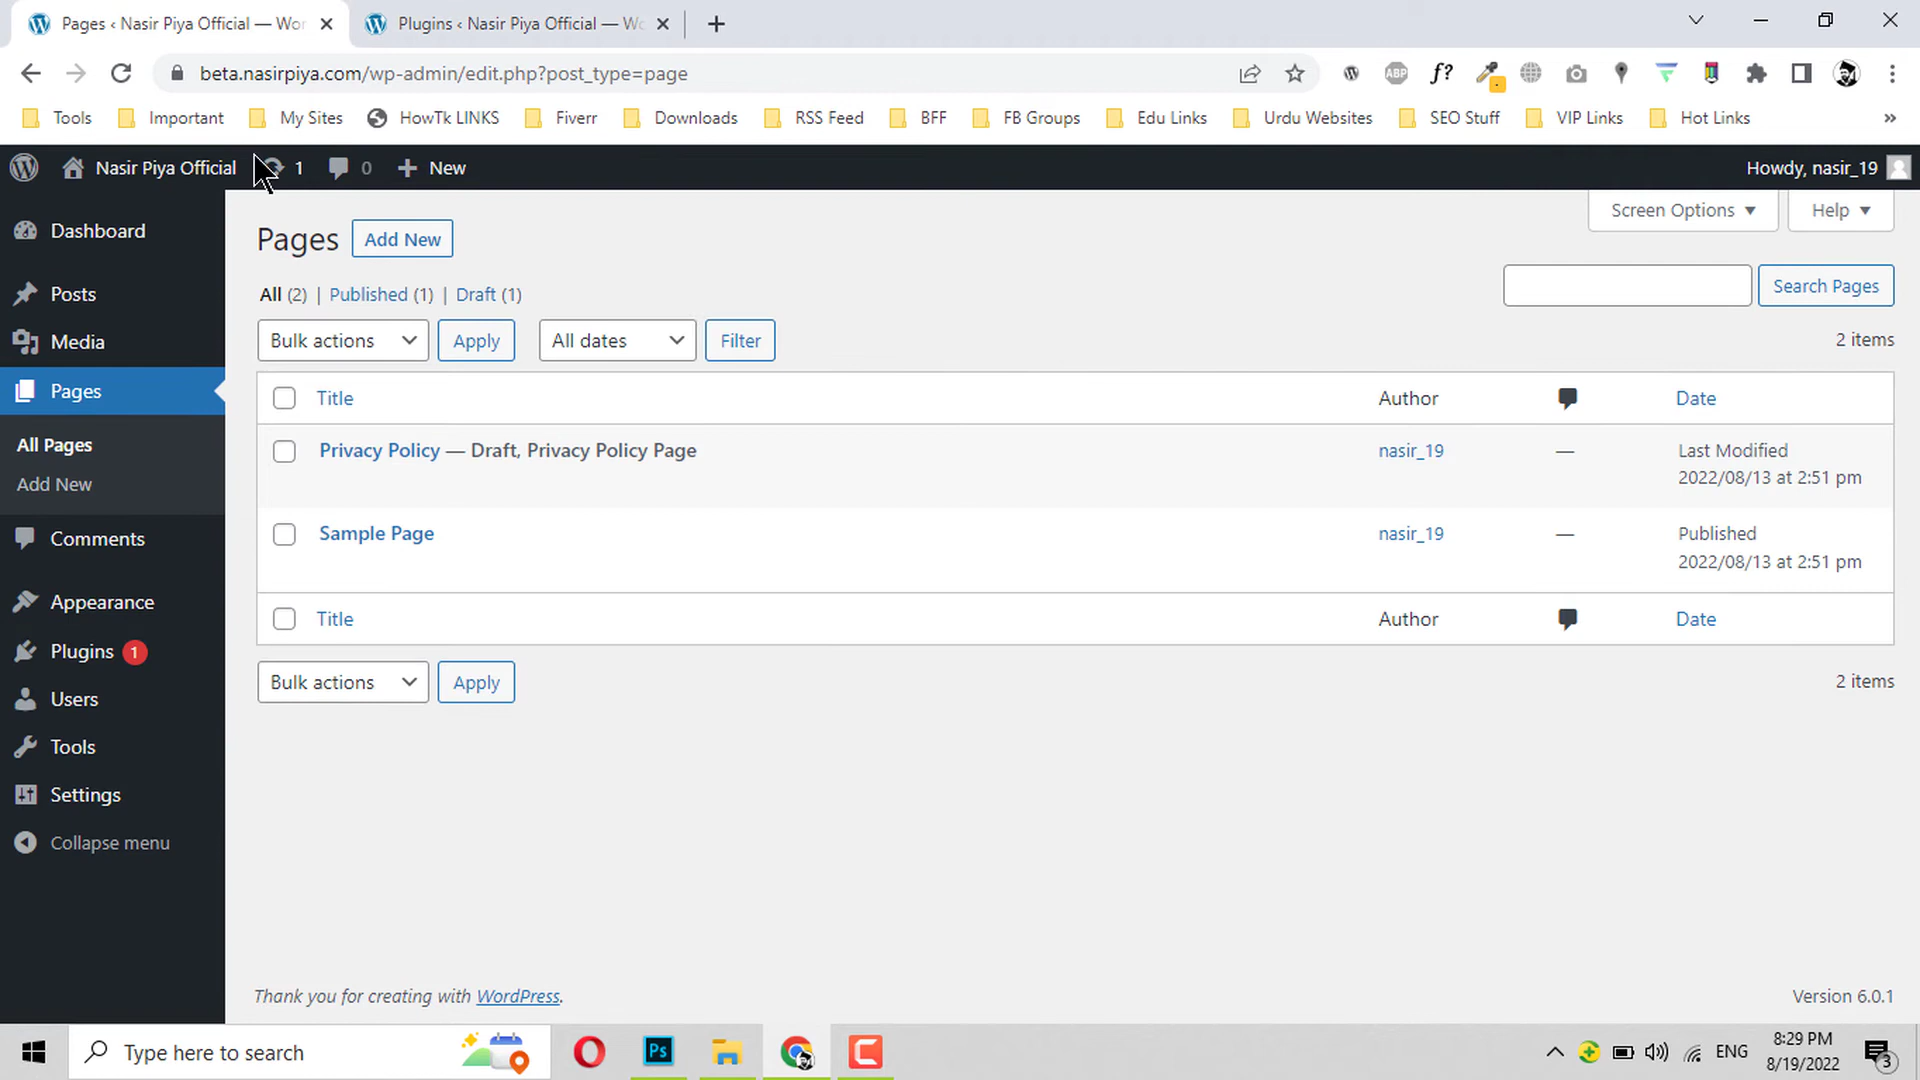 Pages ‹ Nasir Piya Official — Wor
Plugins ‹ Nasir Piya Official — Wo
beta.nasirpiya.com/wp-admin/edit.php?post_type=page
ABP
f?
Tools
Important
My Sites
HowTk LINKS
Fiverr
Downloads
RSS Feed
BFF
FB Groups
Edu Links
Urdu Websites
SEO Stuff
VIP Links
Hot Links
»
Nasir Piya Official
1
0
+ New
Howdy, nasir_19
Dashboard
Posts
Media
Pages
All Pages
Add New
Comments
Appearance
Plugins 1
Users
Tools
Settings
Collapse menu
Screen Options
Help
Pages
Add New
All (2) | Published (1) | Draft (1)
Search Pages
Bulk actions
Apply
All dates
Filter
2 items
Title
Author
Date
Privacy Policy — Draft, Privacy Policy Page
nasir_19
—
Last Modified
2022/08/13 at 2:51 pm
Sample Page
nasir_19
—
Published
2022/08/13 at 2:51 pm
Title
Author
Date
Bulk actions
Apply
2 items
Thank you for creating with WordPress.
Version 6.0.1
Type here to search
Ps
ENG
8:29 PM
8/19/2022
3